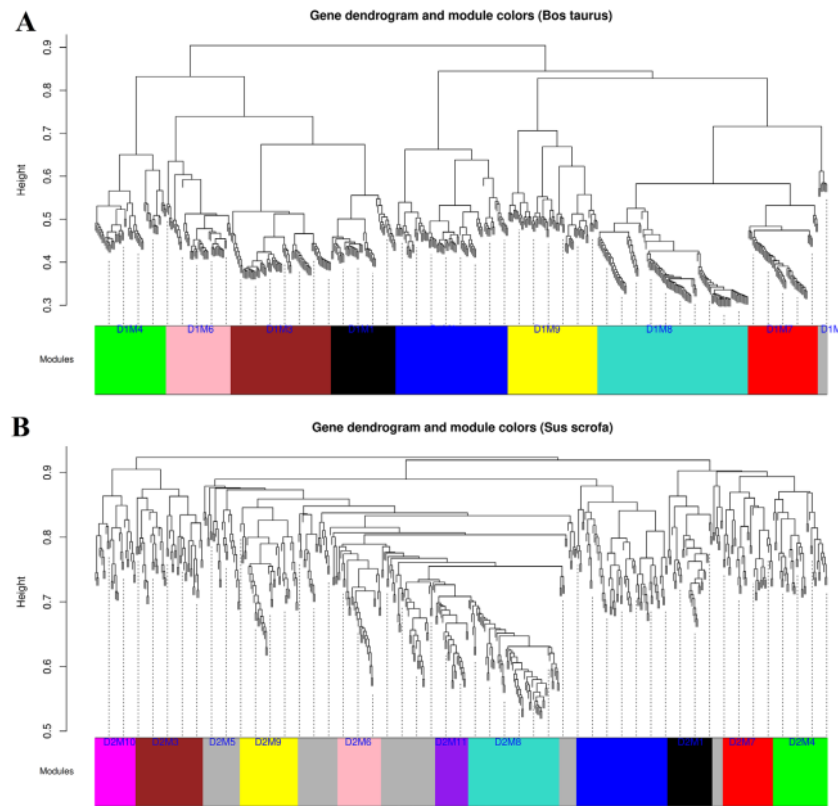 A
Gene dendrogram and module colors (Bos taurus)
Height
0.9
0.8
0.7
0.6
0.5
0.4
0.3
D1M4
D1M6
D1M8
D1M7
Modules
D1M9
B
Gene dendrogram and module colors (Sus scrofa)
Height
0.9
0.8
0.7
0.6
0.5
D2M10
D2M3
D2M5
D2M9
D2M6
D2M11
D2M8
D2M7
D2M4
Modules